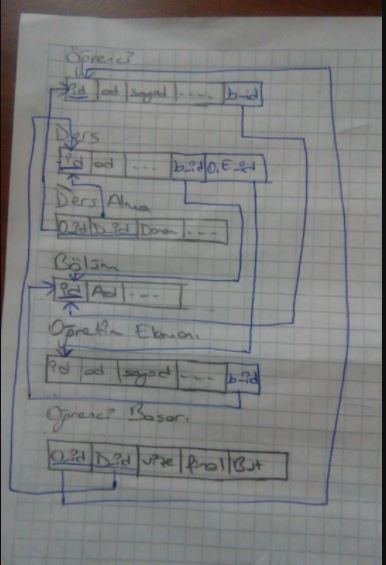 Öğrenci
id ad soyad ---- b_id
Ders
id ad --- b_id Ö.E_id
Ders Alma
Ö_id D_id Dönem ---
Bölüm
id Ad ---
Öğretim Elemanı
id ad soyad ---- b_id
Öğrenci Başarı
Ö_id D_id vize final Büt